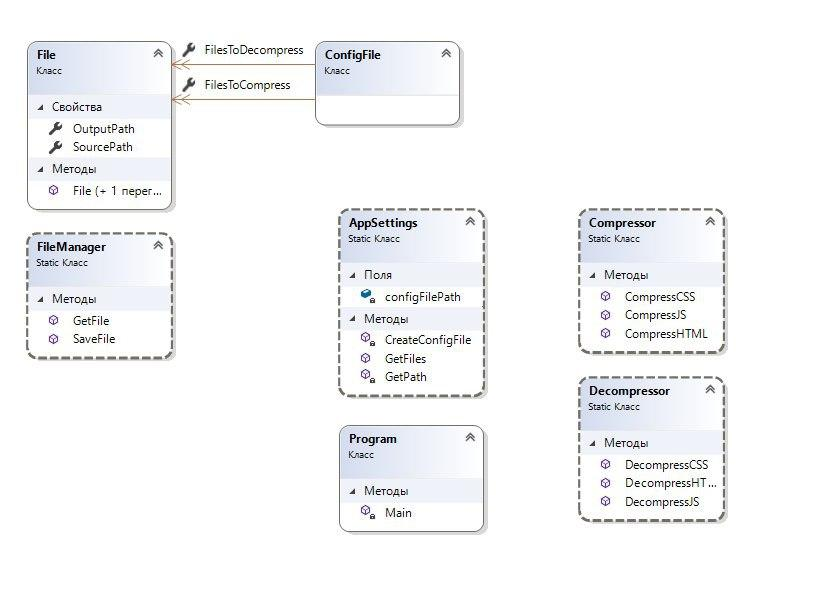 File
Класс
Свойства
OutputPath
SourcePath
Методы
File (+ 1 перег...
FilesToDecompress
FilesToCompress
ConfigFile
Класс
FileManager
Static Класс
Методы
GetFile
SaveFile
AppSettings
Static Класс
Поля
configFilePath
Методы
CreateConfigFile
GetFiles
GetPath
Program
Класс
Методы
Main
Compressor
Static Класс
Методы
CompressCSS
CompressJS
CompressHTML
Decompressor
Static Класс
Методы
DecompressCSS
DecompressHT...
DecompressJS